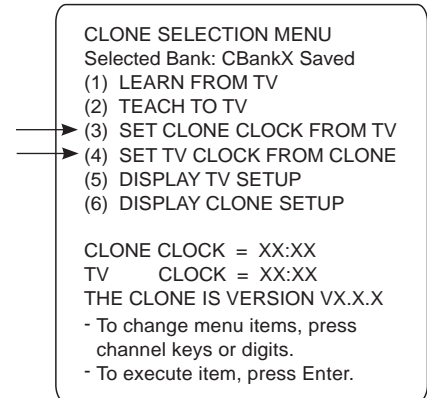 CLONE SELECTION MENU
Selected Bank: CBankX Saved
(1) LEARN FROM TV
(2) TEACH TO TV
(3) SET CLONE CLOCK FROM TV
(4) SET TV CLOCK FROM CLONE
(5) DISPLAY TV SETUP
(6) DISPLAY CLONE SETUP
CLONE CLOCK = XX:XX
TV CLOCK = XX:XX
THE CLONE IS VERSION VX.X.X
- To change menu items, press
channel keys or digits.
- To execute item, press Enter.